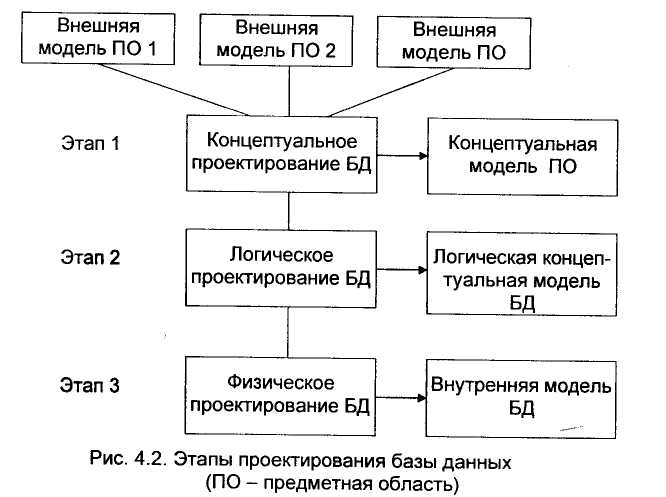 Внешняя
модель ПО 1
Внешняя
модель ПО 2
Внешняя
модель ПО
Этап 1
Концептуальное
проектирование БД
Концептуальная
модель ПО
Этап 2
Логическое
проектирование БД
Логическая концеп-
туальная модель
БД
Этап 3
Физическое
проектирование БД
Внутренняя модель
БД
Рис. 4.2. Этапы проектирования базы данных
(ПО – предметная область)